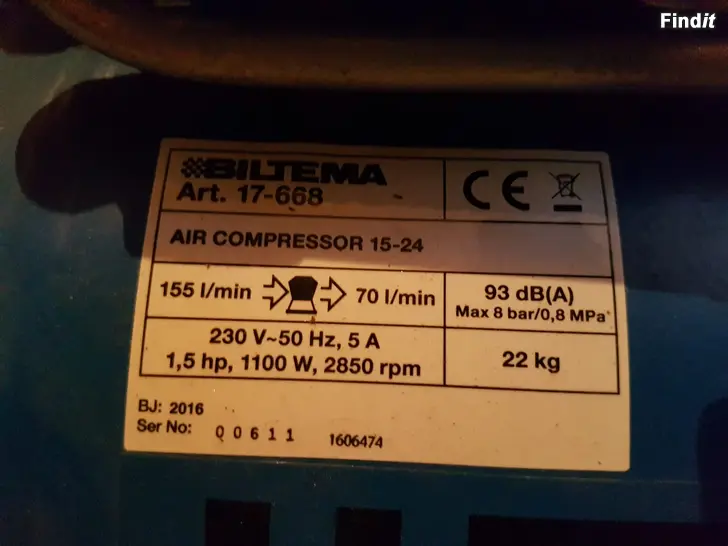 Findit
BILTEMA
Art. 17-668
CE
AIR COMPRESSOR 15-24
155 l/min 70 l/min
93 dB(A)
Max 8 bar/0,8 MPa
230 V~50 Hz, 5 A
1,5 hp, 1100 W, 2850 rpm
22 kg
BJ: 2016
Ser No: 00611 1606474